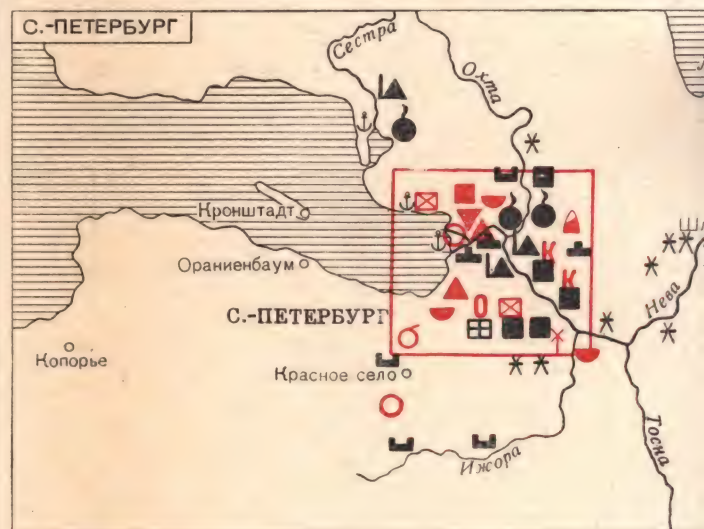 С.-ПЕТЕРБУРГ
Сестра
Охта
Кронштадт
Ораниенбаум
С.-ПЕТЕРБУРГ
Нева
К
К
О
Копорье
Красное село
Ижора
Тосна